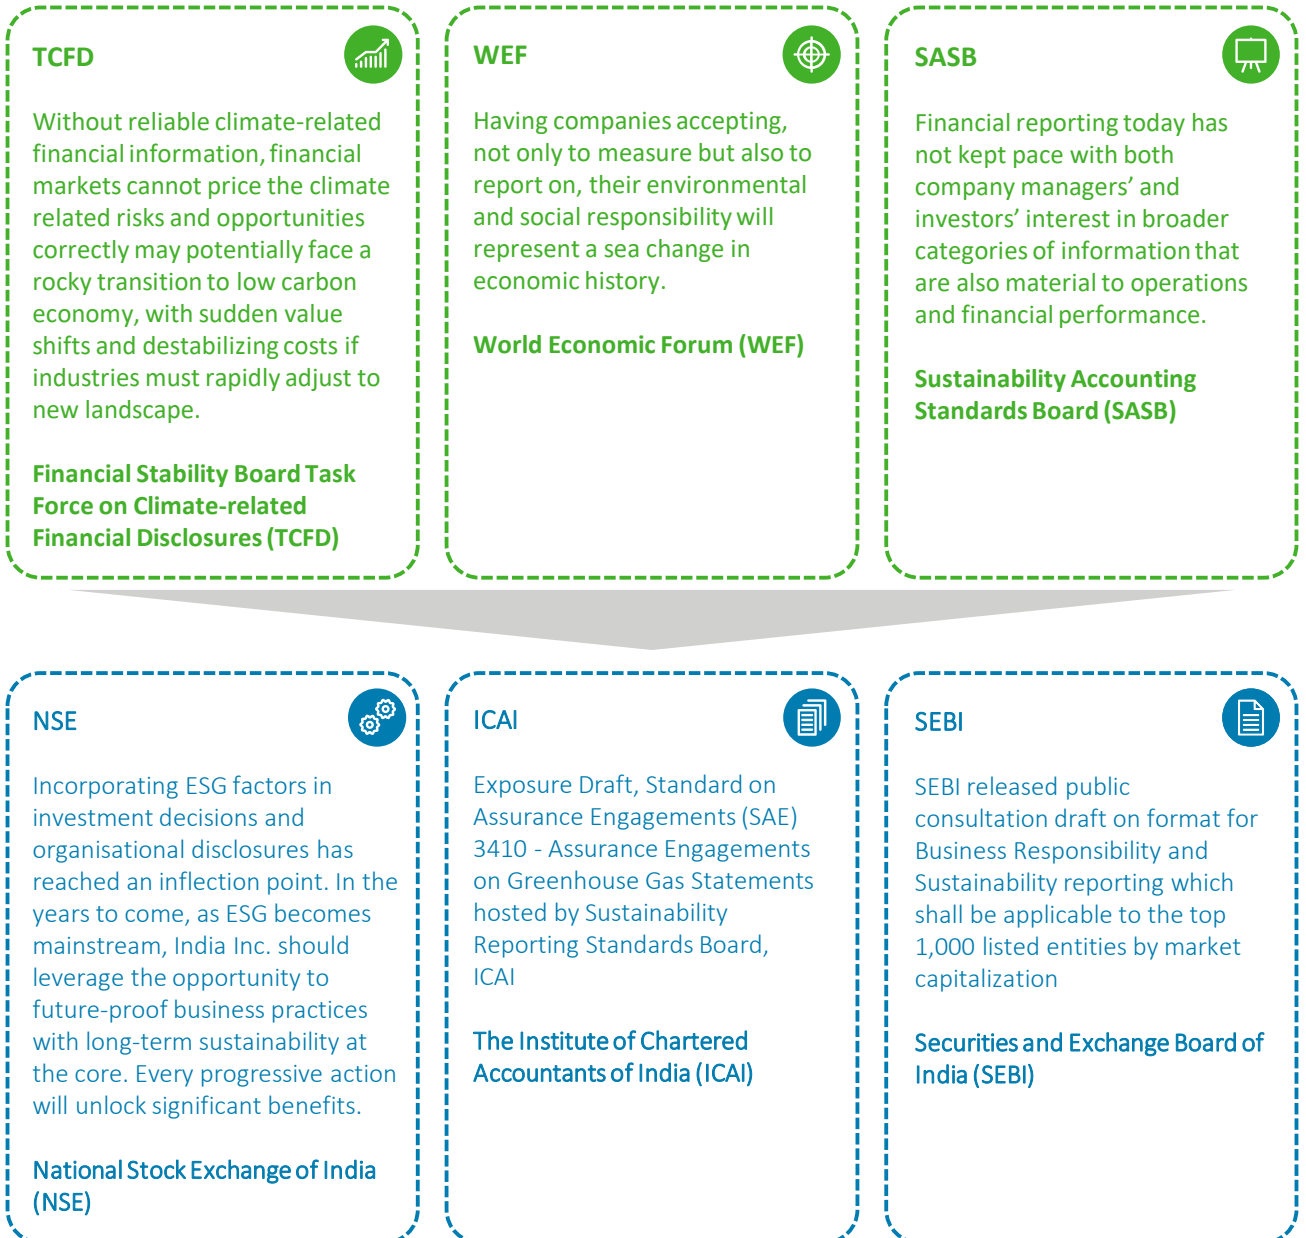 TCFD
Without reliable climate-related
financial information, financial
markets cannot price the climate
related risks and opportunities
correctly may potentially face a
rocky transition to low carbon
economy, with sudden value
shifts and destabilizing costs if
industries must rapidly adjust to
new landscape.
Financial Stability Board Task
Force on Climate-related
Financial Disclosures (TCFD)
WEF
Having companies accepting,
not only to measure but also to
report on, their environmental
and social responsibility will
represent a sea change in
economic history.
World Economic Forum (WEF)
SASB
Financial reporting today has
not kept pace with both
company managers’ and
investors’ interest in broader
categories of information that
are also material to operations
and financial performance.
Sustainability Accounting
Standards Board (SASB)
NSE
Incorporating ESG factors in
investment decisions and
organisational disclosures has
reached an inflection point. In the
years to come, as ESG becomes
mainstream, India Inc. should
leverage the opportunity to
future-proof business practices
with long-term sustainability at
the core. Every progressive action
will unlock significant benefits.
National Stock Exchange of India
(NSE)
ICAI
Exposure Draft, Standard on
Assurance Engagements (SAE)
3410 - Assurance Engagements
on Greenhouse Gas Statements
hosted by Sustainability
Reporting Standards Board,
ICAI
The Institute of Chartered
Accountants of India (ICAI)
SEBI
SEBI released public
consultation draft on format for
Business Responsibility and
Sustainability reporting which
shall be applicable to the top
1,000 listed entities by market
capitalization
Securities and Exchange Board of
India (SEBI)